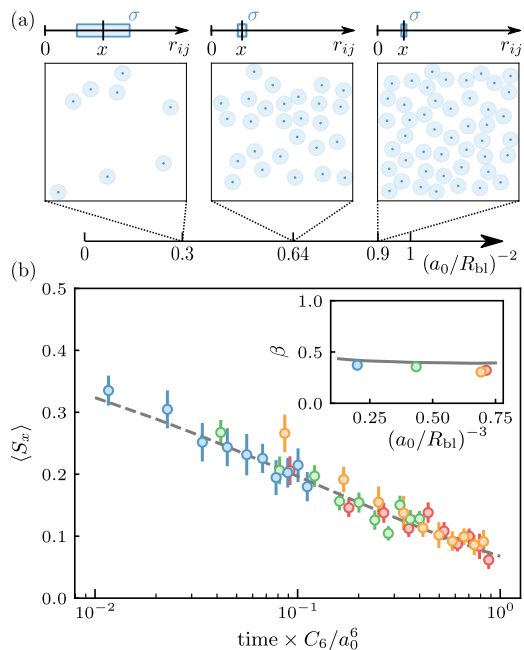 (a)
σ σ σ
0 x r_ij 0 x r_ij 0 x r_ij
0 0.3 0.64 0.9 1 (a_0/R_bl)^−2
(b)
0.5
0.4
0.3
0.2
0.1
0
⟨S_x⟩
10^−2 10^−1 10^0
time × C_6/a_0^6
1.0
0.5
0.0
β
0.25 0.50 0.75
(a_0/R_bl)^−3